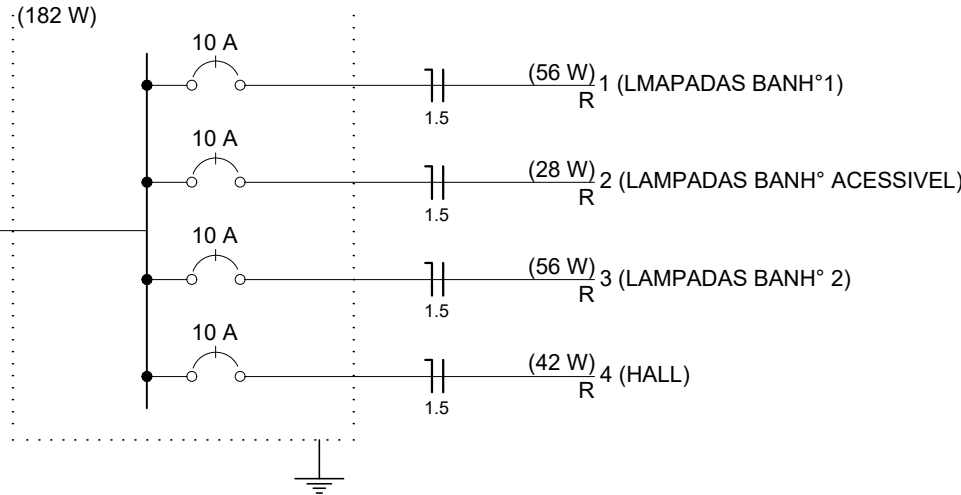 (182 W)
10 A
(56 W) 1 (LMAPADAS BANH°1)
R
1.5
10 A
(28 W) 2 (LAMPADAS BANH° ACESSIVEL)
R
1.5
10 A
(56 W) 3 (LAMPADAS BANH° 2)
R
1.5
10 A
(42 W) 4 (HALL)
R
1.5